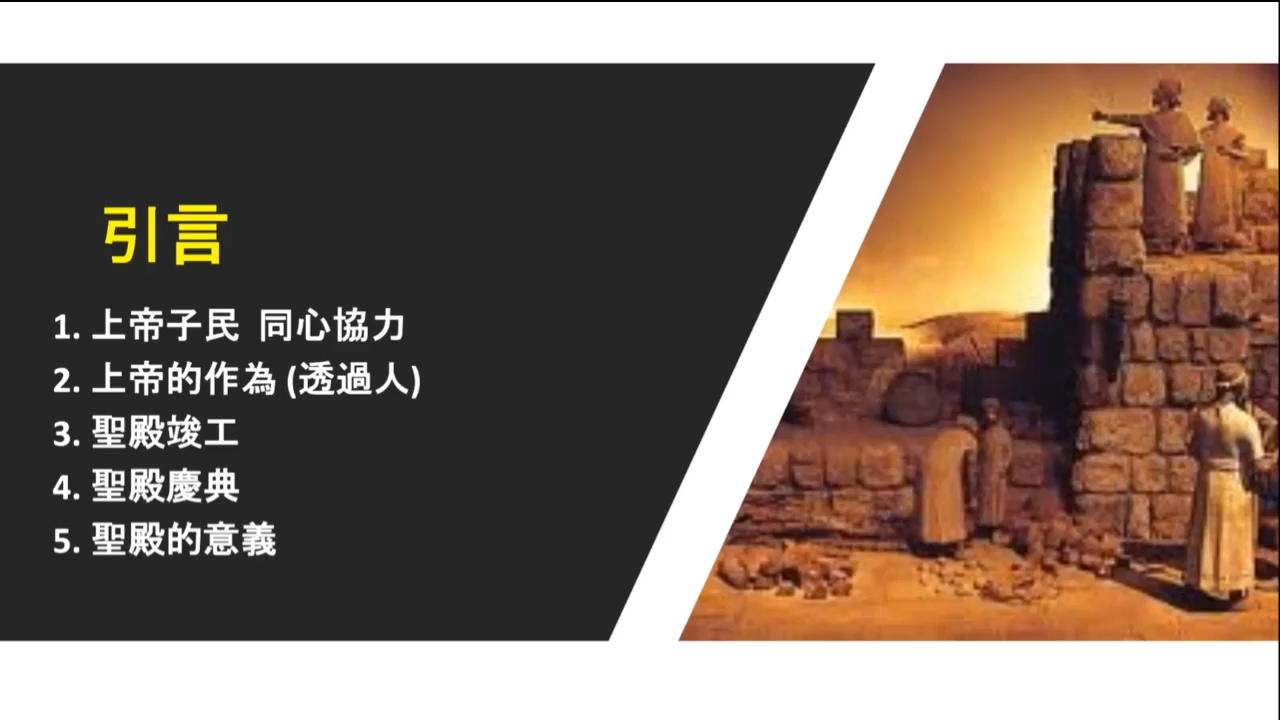 引言
1. 上帝子民 同心協力
2. 上帝的作為 (透過人)
3. 聖殿竣工
4. 聖殿慶典
5. 聖殿的意義